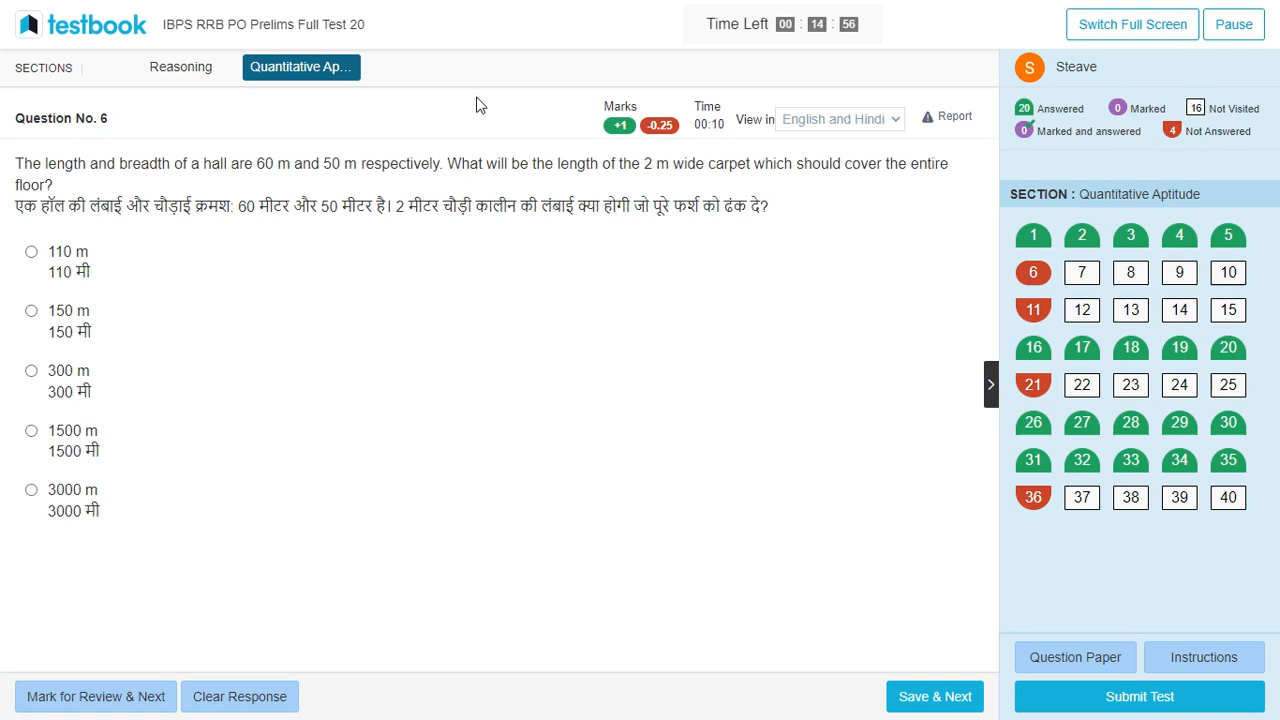 testbook IBPS RRB PO Prelims Full Test 20 Time Left 00 : 14 : 56 Switch Full Screen Pause
SECTIONS Reasoning Quantitative Ap... S Steave
20 Answered 0 Marked 16 Not Visited
0 Marked and answered 4 Not Answered
Question No. 6 Marks +1 -0.25 Time 00:10 View in English and Hindi Report
The length and breadth of a hall are 60 m and 50 m respectively. What will be the length of the 2 m wide carpet which should cover the entire
floor?
एक हॉल की लंबाई और चौड़ाई क्रमश: 60 मीटर और 50 मीटर है। 2 मीटर चौड़ी कालीन की लंबाई क्या होगी जो पूरे फर्श को ढंक दे?
110 m
110 मी
150 m
150 मी
300 m
300 मी
1500 m
1500 मी
3000 m
3000 मी
SECTION : Quantitative Aptitude
1 2 3 4 5
6 7 8 9 10
11 12 13 14 15
16 17 18 19 20
21 22 23 24 25
26 27 28 29 30
31 32 33 34 35
36 37 38 39 40
Question Paper Instructions
Mark for Review & Next Clear Response Save & Next Submit Test